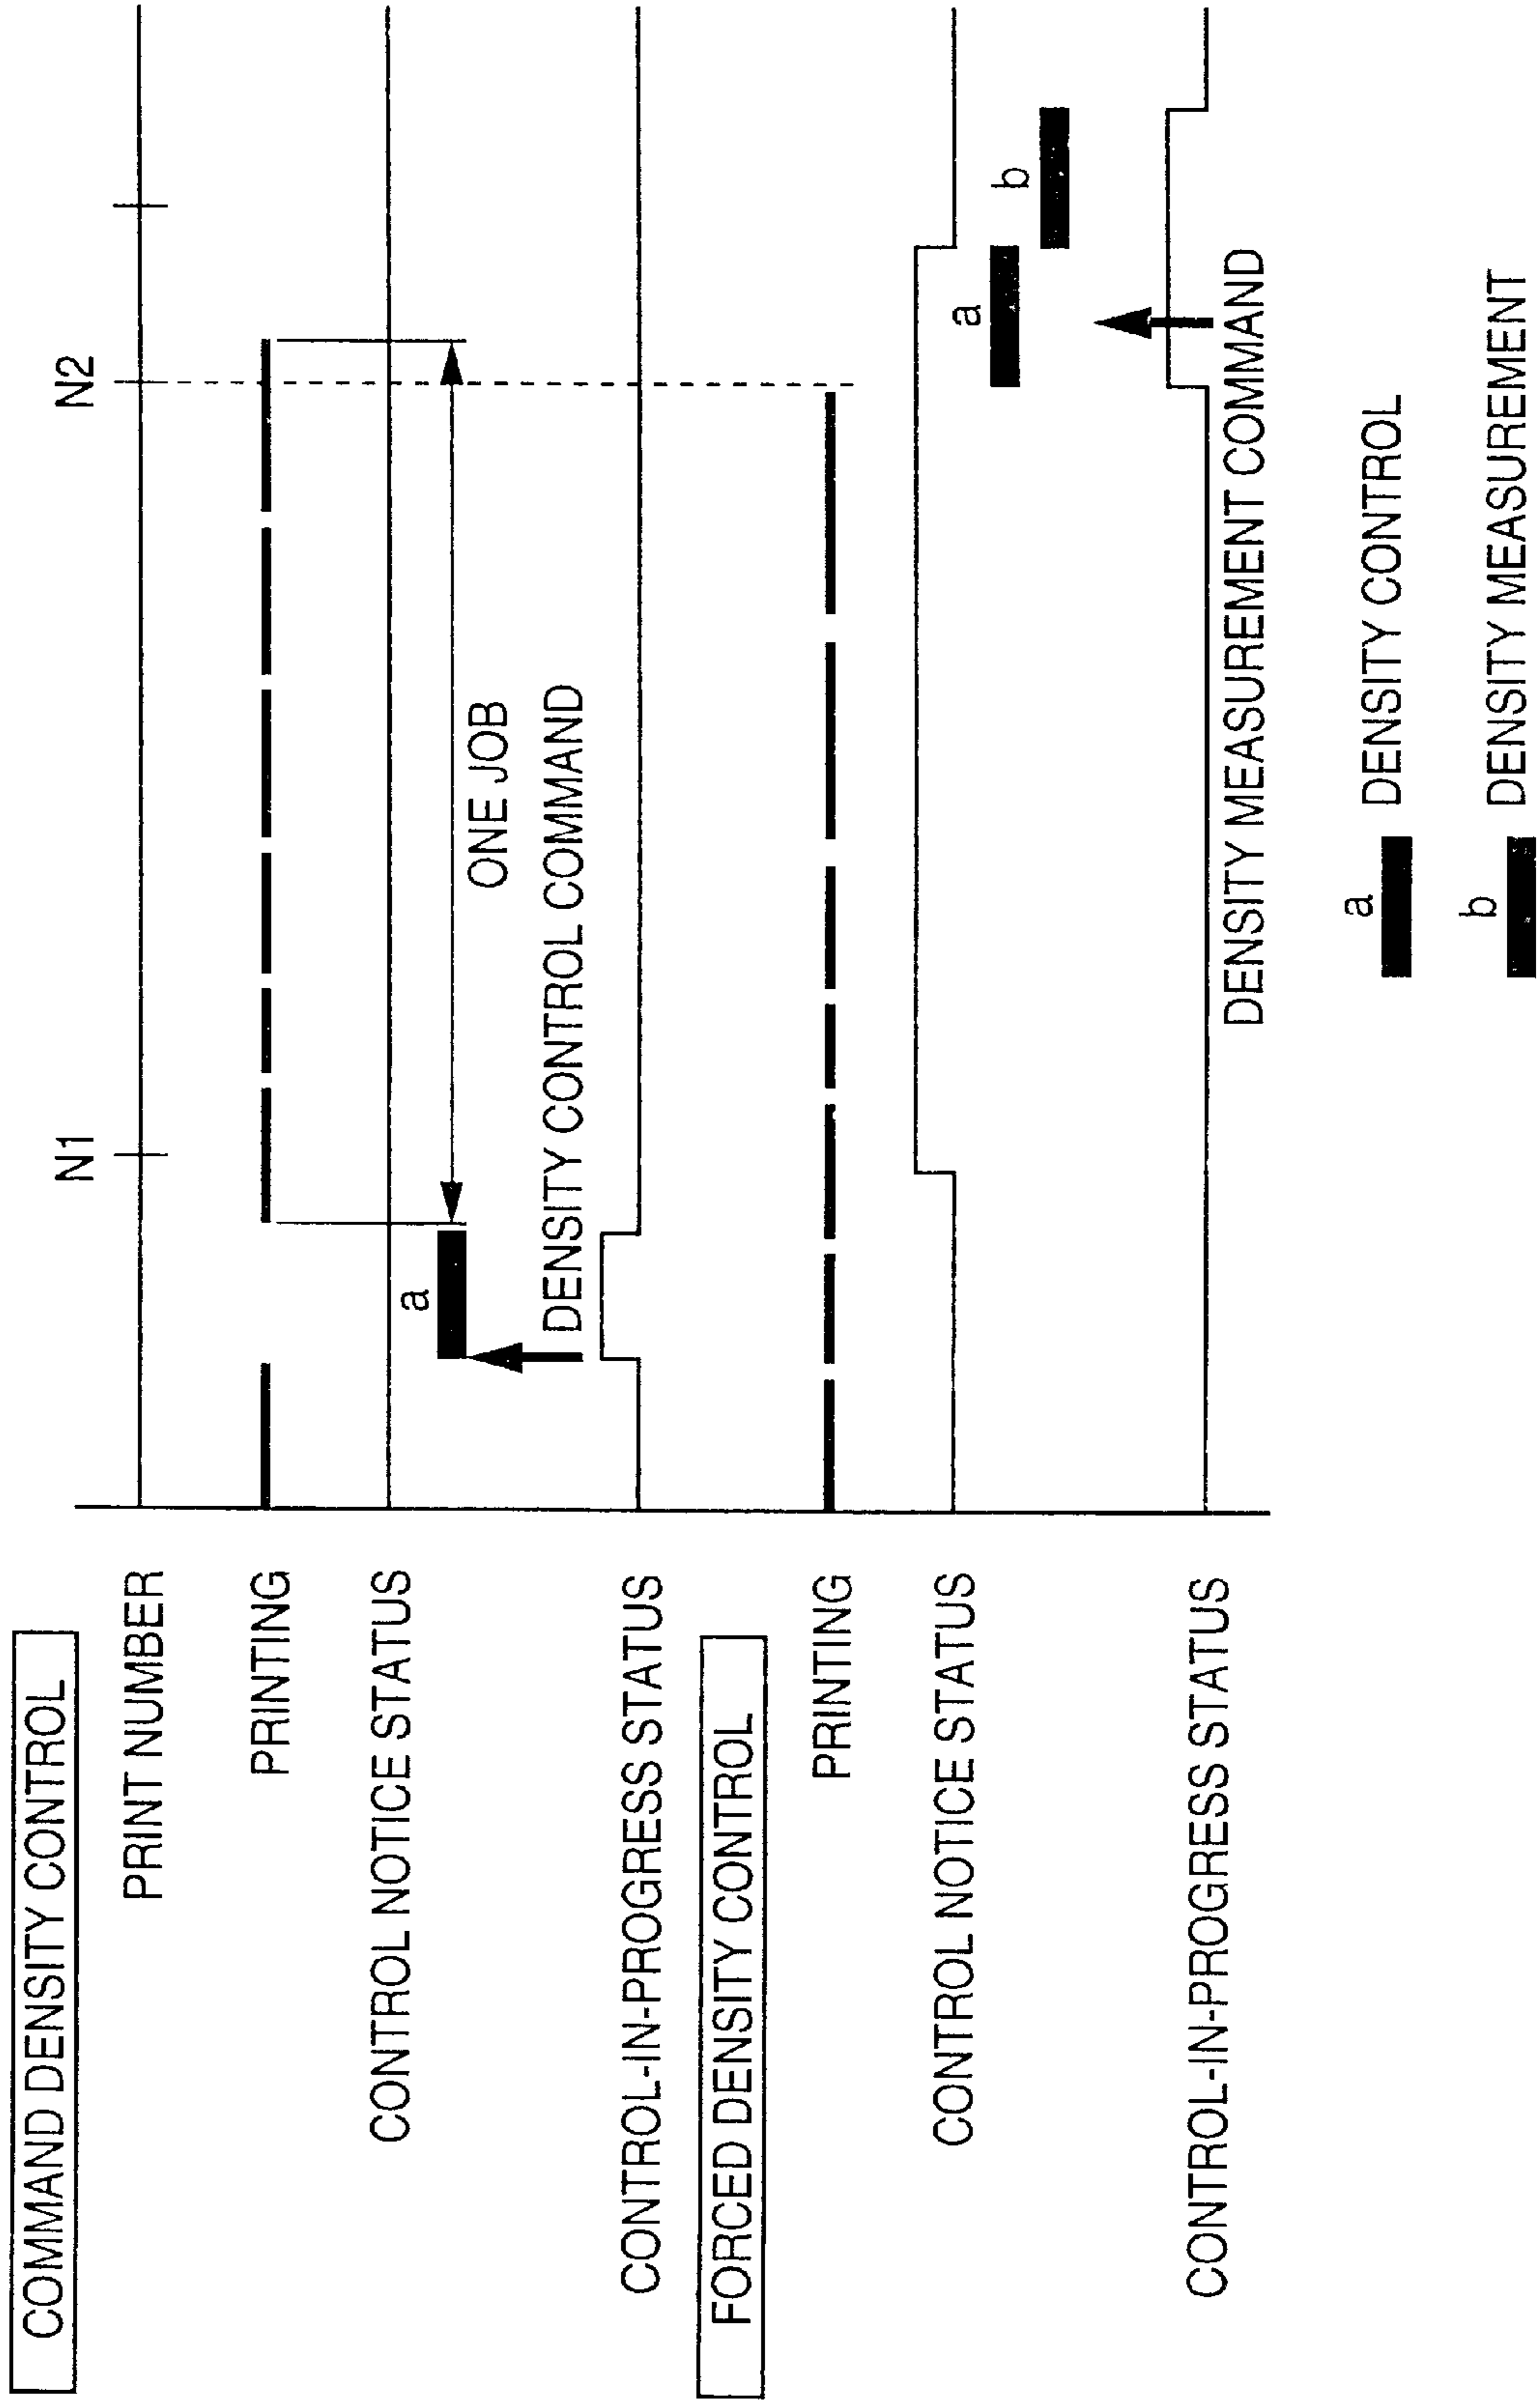 COMMAND DENSITY CONTROL
N1
N2
PRINT NUMBER
PRINTING
CONTROL NOTICE STATUS
a
ONE JOB
DENSITY CONTROL COMMAND
CONTROL-IN-PROGRESS STATUS
FORCED DENSITY CONTROL
PRINTING
CONTROL NOTICE STATUS
a
b
CONTROL-IN-PROGRESS STATUS
DENSITY MEASUREMENT COMMAND
a
DENSITY CONTROL
b
DENSITY MEASUREMENT